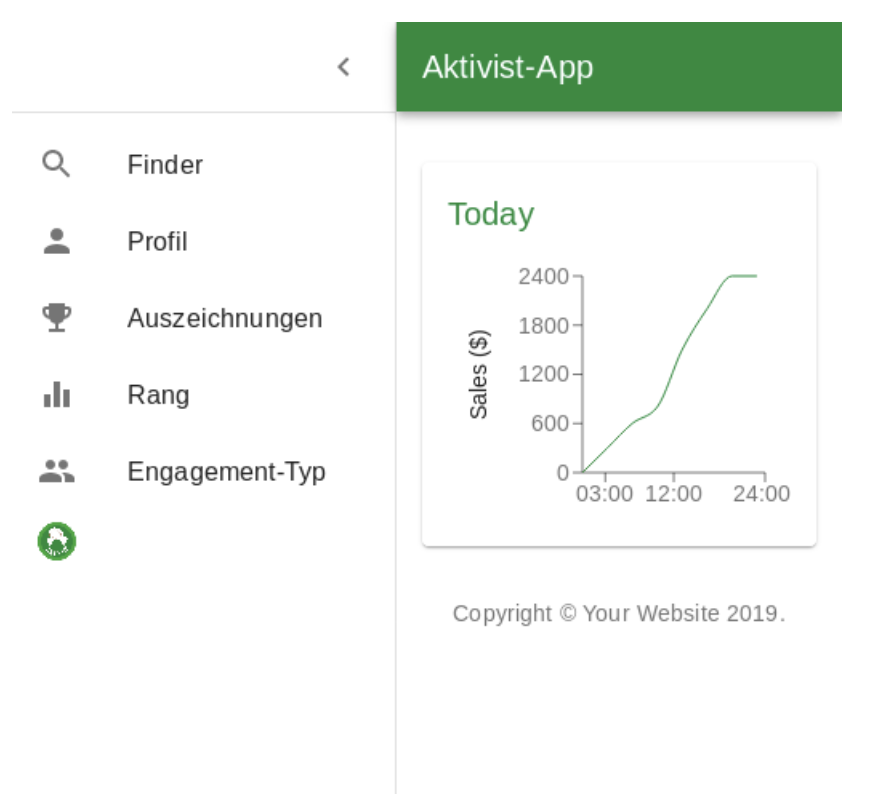 Aktivist-App
Finder
Profil
Auszeichnungen
Rang
Engagement-Typ
Today
2400
1800
1200
600
0
Sales ($)
03:00 12:00 24:00
Copyright © Your Website 2019.